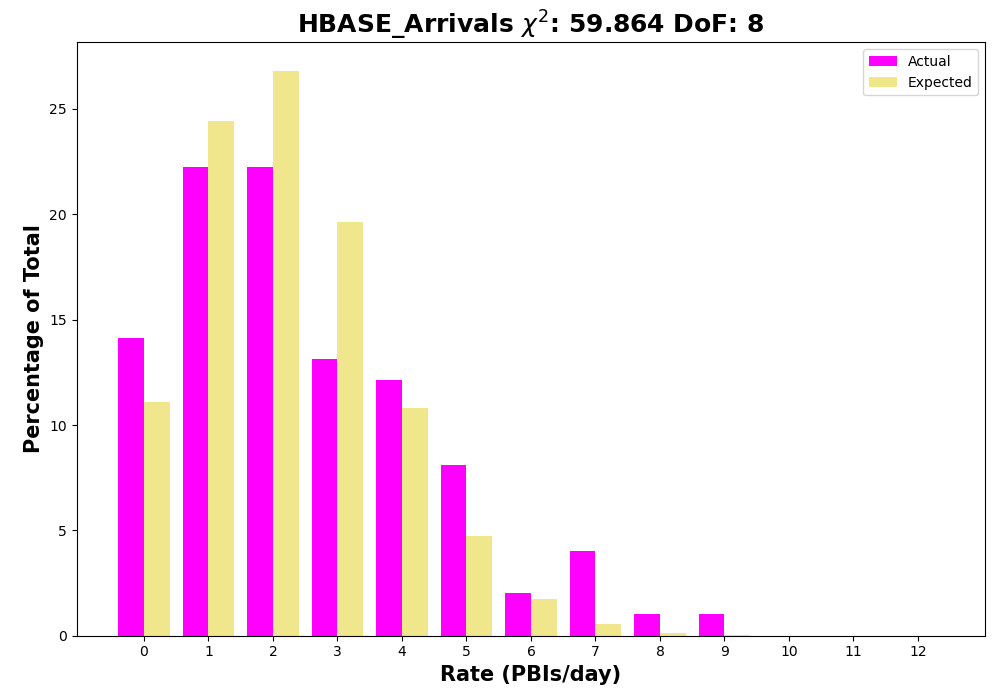 HBASE_Arrivals χ²: 59.864 DoF: 8
Actual
Expected
Percentage of Total
25
20
15
10
5
0
0 1 2 3 4 5 6 7 8 9 10 11 12
Rate (PBIs/day)